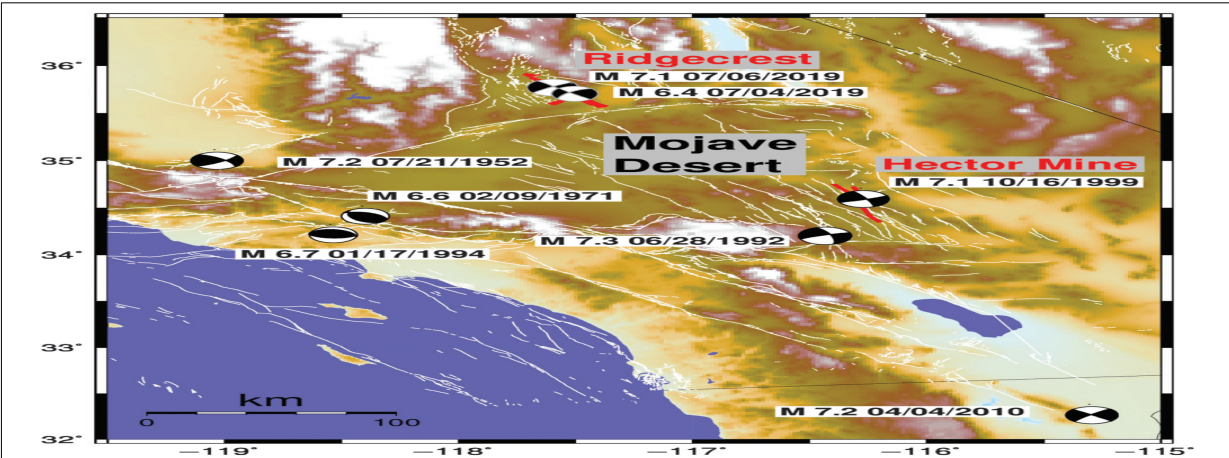 36°
35°
34°
33°
32°
Ridgecrest
M 7.1 07/06/2019
M 6.4 07/04/2019
Mojave
Desert
Hector Mine
M 7.1 10/16/1999
M 7.2 07/21/1952
M 6.6 02/09/1971
M 7.3 06/28/1992
M 6.7 01/17/1994
M 7.2 04/04/2010
km
0 100
−119° −118° −117° −116° −115°